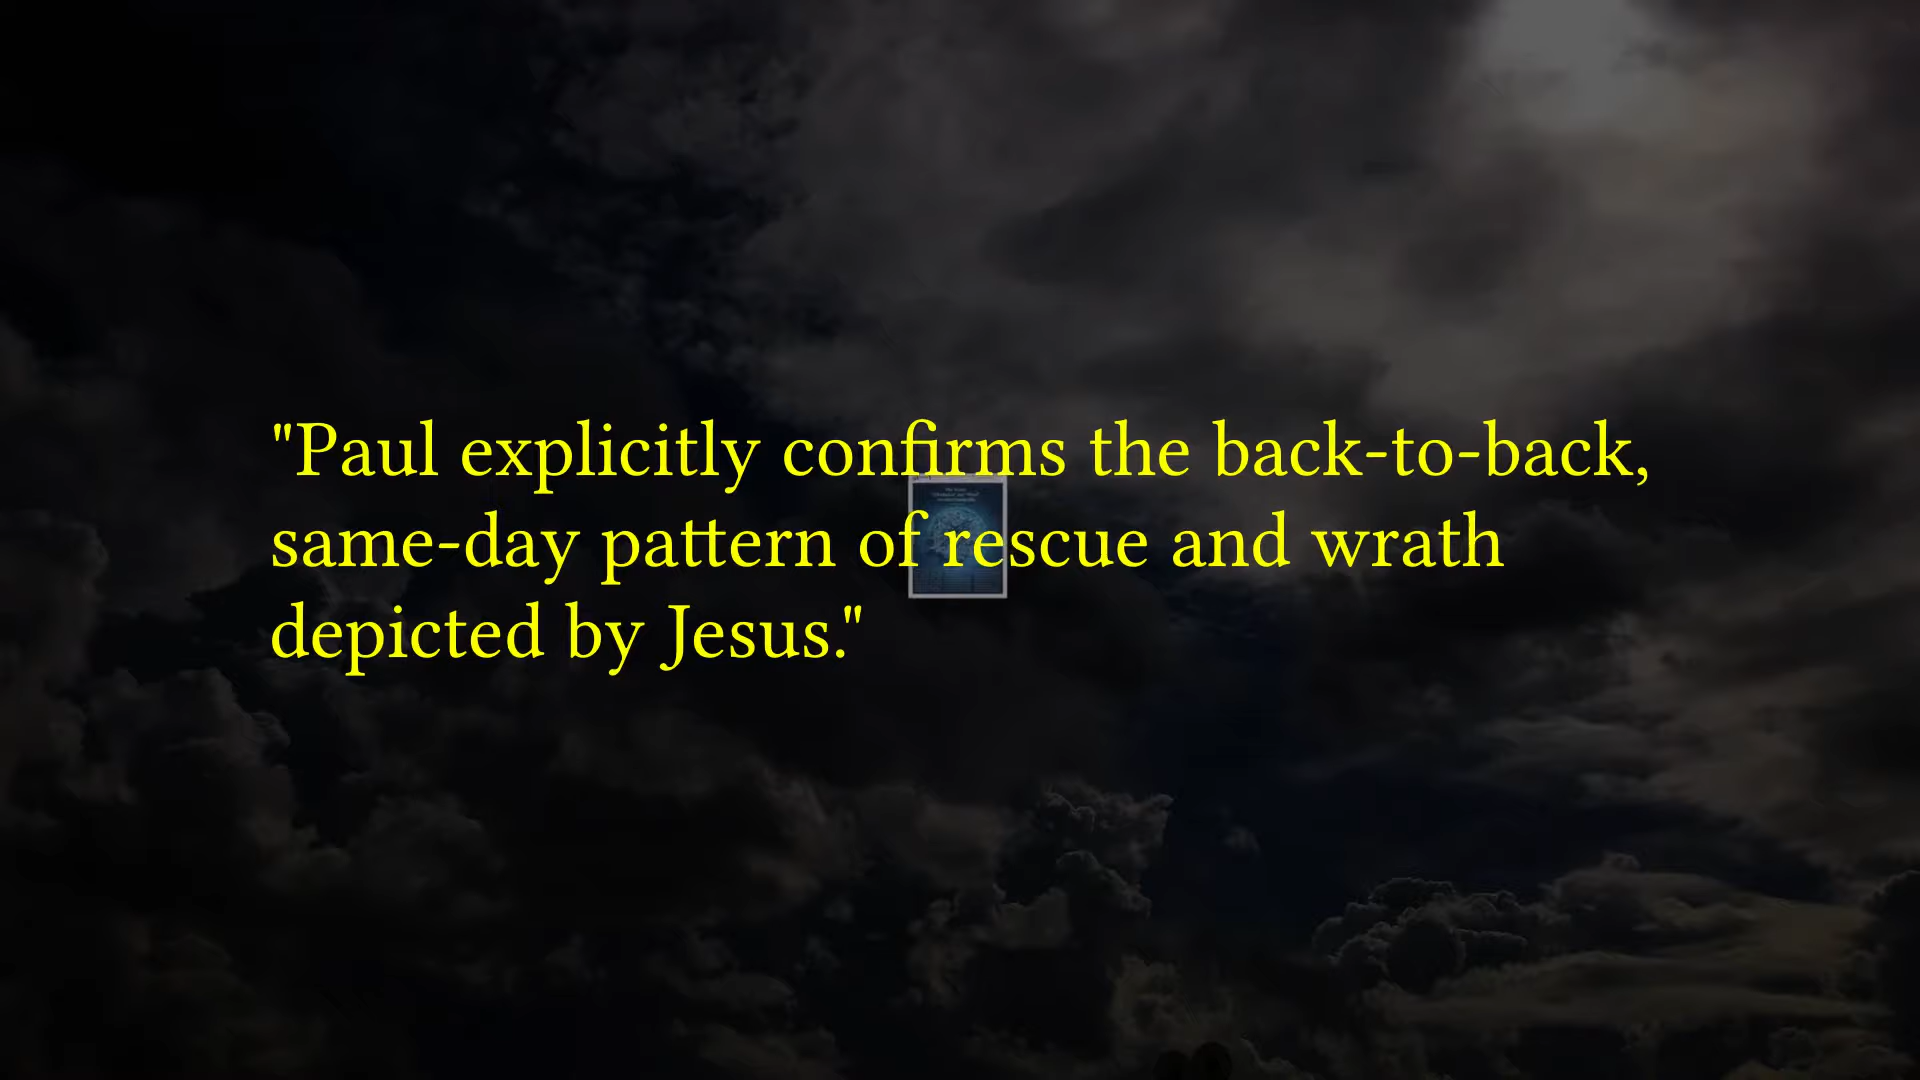 "Paul explicitly confirms the back-to-back,
same-day pattern of rescue and wrath
depicted by Jesus."